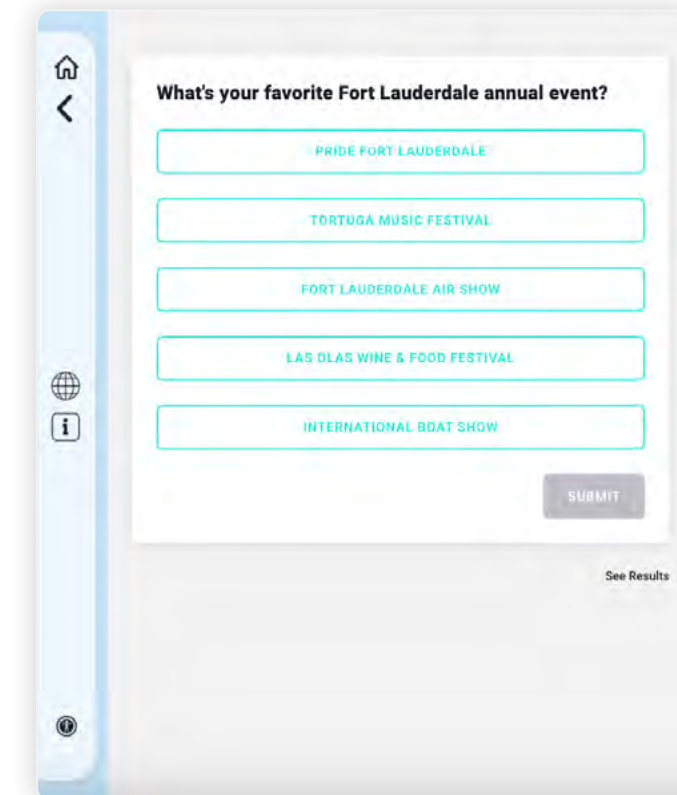 What's your favorite Fort Lauderdale annual event?
PRIDE FORT LAUDERDALE
TORTUGA MUSIC FESTIVAL
FORT LAUDERDALE AIR SHOW
LAS OLAS WINE & FOOD FESTIVAL
INTERNATIONAL BOAT SHOW
SUBMIT
See Results